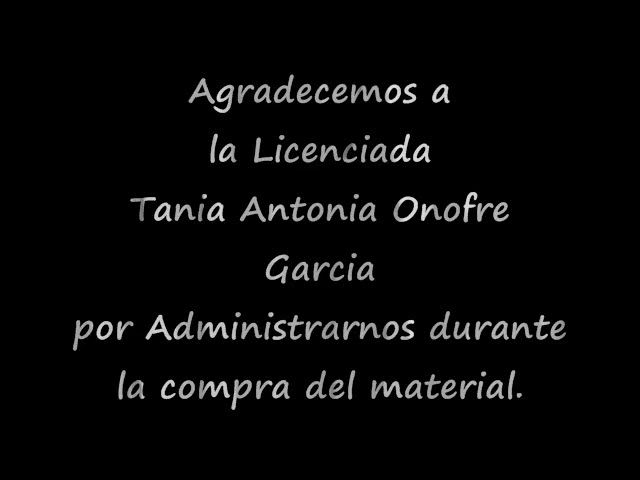 Agradecemos a
la Licenciada
Tania Antonia Onofre
Garcia
por Administrarnos durante
la compra del material.